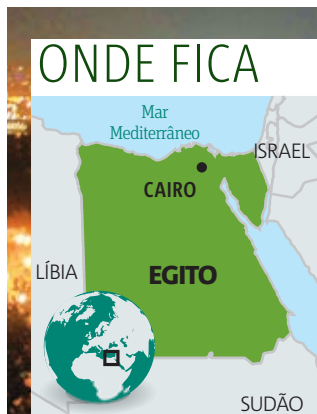 ONDE FICA
Mar
Mediterrâneo
ISRAEL
CAIRO
LÍBIA
EGITO
SUDÃO